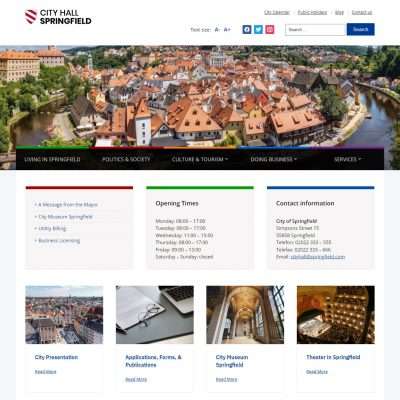 CITY HALL
SPRINGFIELD
City Calendar
Public Holidays
Blog
Contact us
Text size: A- A+
Search...
Search
LIVING IN SPRINGFIELD
POLITICS & SOCIETY
CULTURE & TOURISM
DOING BUSINESS
SERVICES
A Message From the Mayor
City Museum Springfield
Utility Billing
Business Licensing
Opening Times
Monday: 08:00 – 17:00
Tuesday: 08:00 – 17:00
Wednesday: 11:00 – 15:00
Thursday: 08:00 – 17:00
Friday: 09:00 – 13:00
Saturday – Sunday: closed
Contact information
City of Springfield
Simpsons Street 75
55808 Springfield
Telefon: 02022 333 – 555
Telefax: 02022 333 – 666
Email: cityhall@springfield.com
City Presentation
Read More
Applications, Forms, &
Publications
Read More
City Museum
Springfield
Read More
Theater in Springfield
Read More